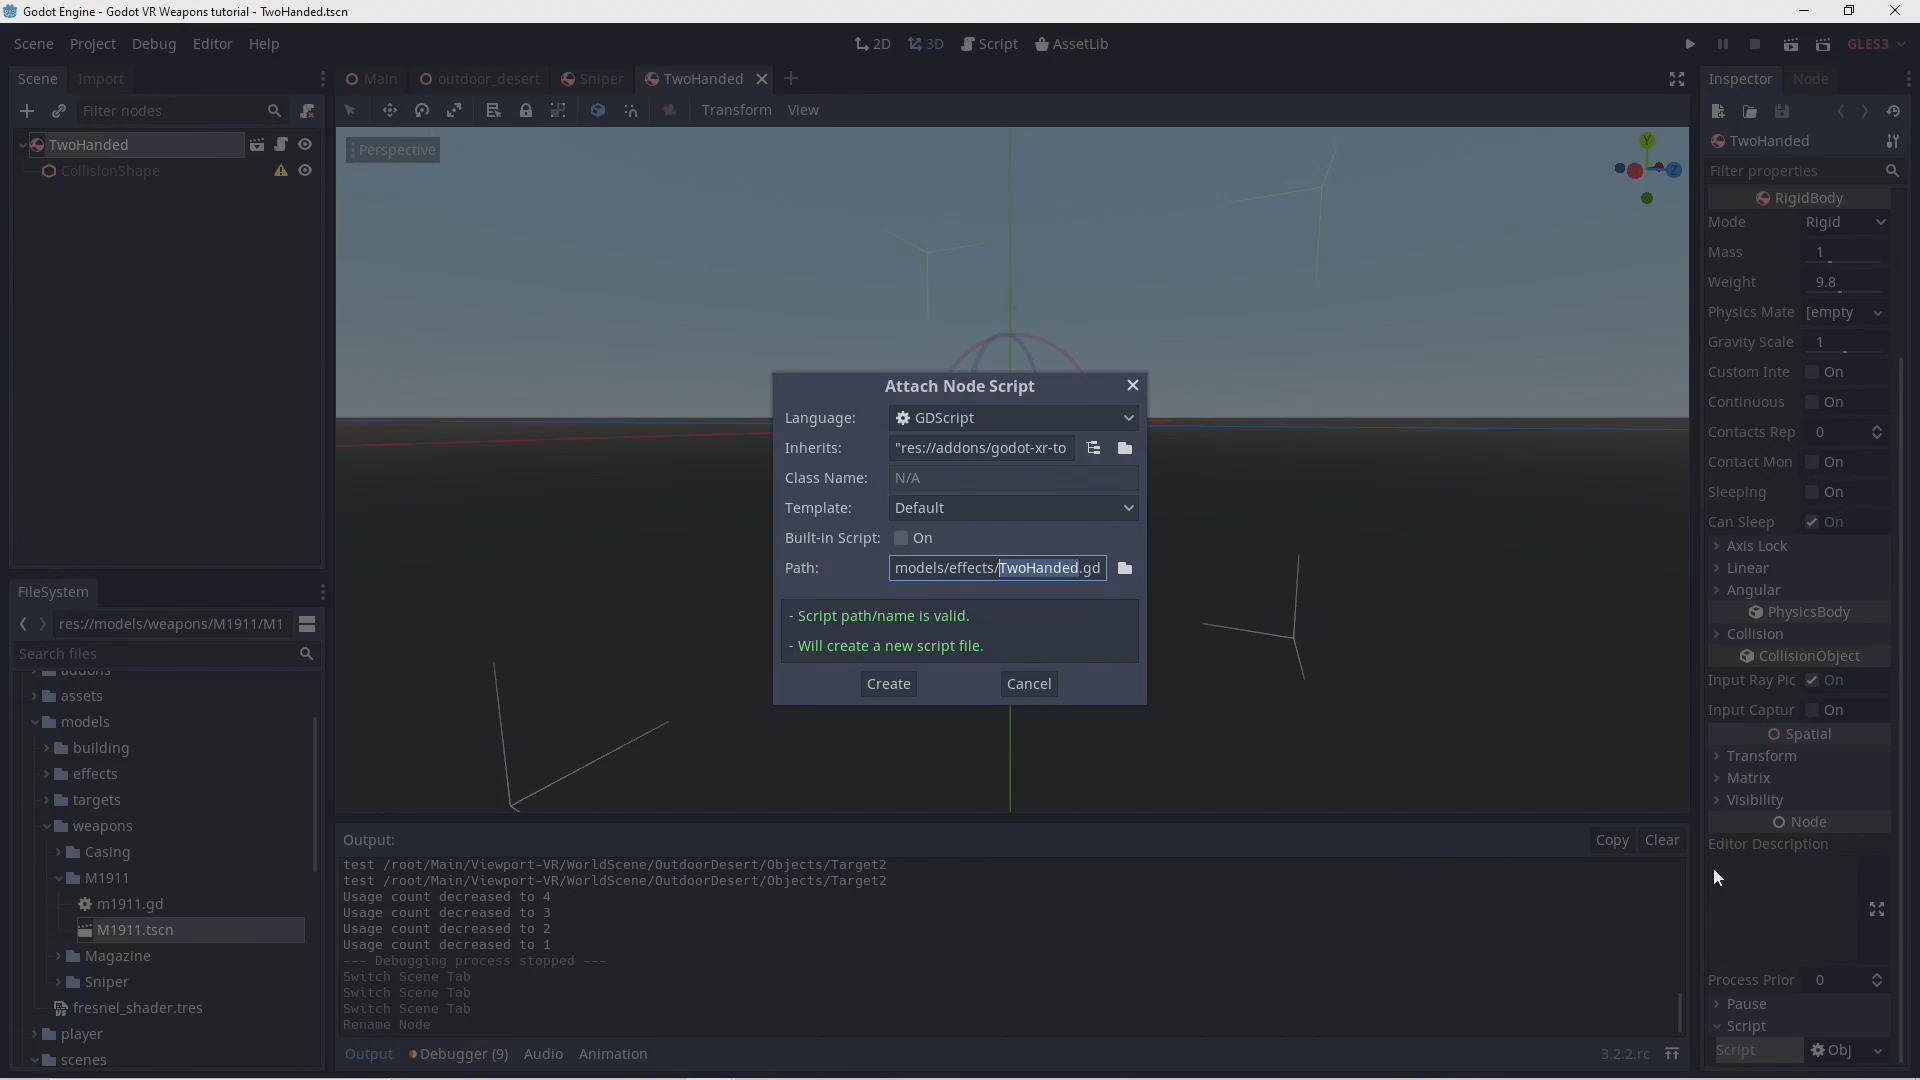 Godot Engine - Godot VR Weapons tutorial - TwoHanded.tscn
Scene Project Debug Editor Help
2D 3D Script AssetLib
GLES3
Scene Import
Main outdoor_desert Sniper TwoHanded
Inspector Node
Filter nodes
Transform View
TwoHanded
CollisionShape
Perspective
Y
Z
TwoHanded
Filter properties
RigidBody
Mode Rigid
Mass 1
Weight 9.8
Physics Mate [empty
Gravity Scale 1
Custom Inte On
Continuous On
Contacts Rep 0
Contact Mon On
Sleeping On
Can Sleep On
Axis Lock
Linear
Angular
PhysicsBody
Collision
CollisionObject
Input Ray Pic On
Input Captur On
Spatial
Transform
Matrix
Visibility
Node
Editor Description
Process Prior 0
Pause
Script
Script Obj
Attach Node Script
Language: GDScript
Inherits: "res://addons/godot-xr-to
Class Name: N/A
Template: Default
Built-in Script: On
Path: models/effects/TwoHanded.gd
- Script path/name is valid.
- Will create a new script file.
Create Cancel
FileSystem
res://models/weapons/M1911/M1
Search files
addons
assets
models
building
effects
targets
weapons
Casing
M1911
m1911.gd
M1911.tscn
Magazine
Sniper
fresnel_shader.tres
player
scenes
Output:
Copy Clear
test /root/Main/Viewport-VR/WorldScene/OutdoorDesert/Objects/Target2
test /root/Main/Viewport-VR/WorldScene/OutdoorDesert/Objects/Target2
Usage count decreased to 4
Usage count decreased to 3
Usage count decreased to 2
Usage count decreased to 1
--- Debugging process stopped ---
Switch Scene Tab
Switch Scene Tab
Switch Scene Tab
Rename Node
Output Debugger (9) Audio Animation
3.2.2.rc